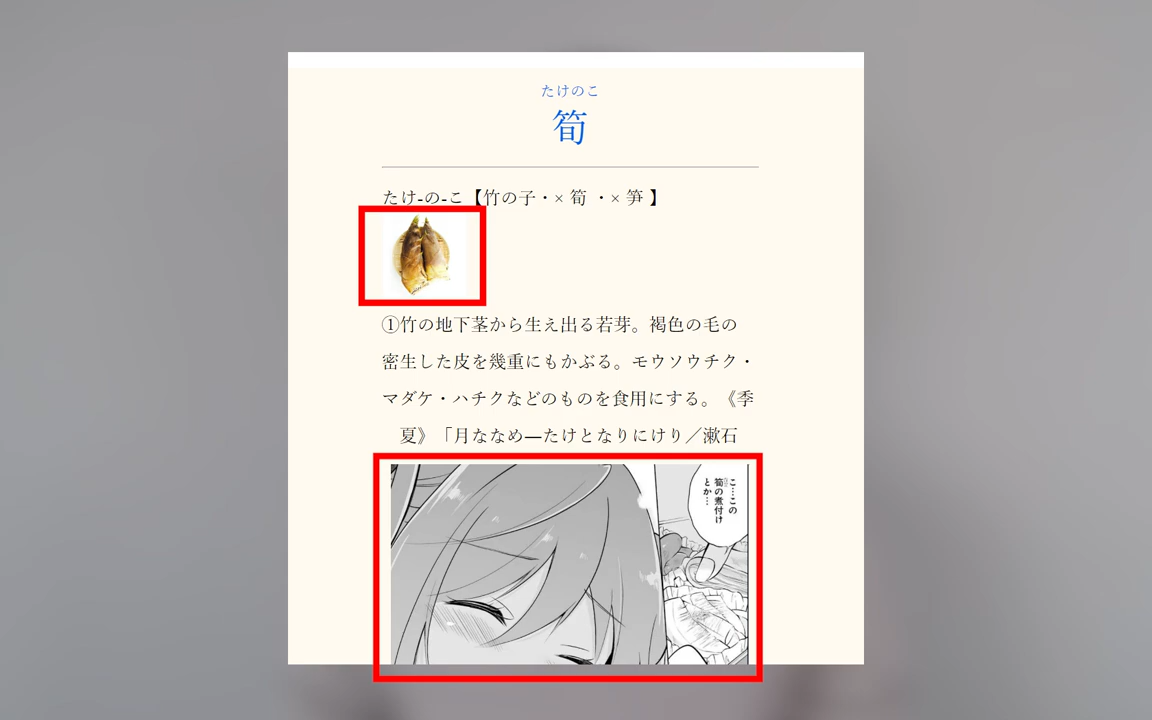 たけのこ
筍
たけ-の-こ【竹の子・× 筍 ・× 笋 】
①竹の地下茎から生え出る若芽。褐色の毛の
密生した皮を幾重にもかぶる。モウソウチク・
マダケ・ハチクなどのものを食用にする。《季
夏》「月ななめ―たけとなりにけり／漱石
こ…この
筍の煮付け
とか…